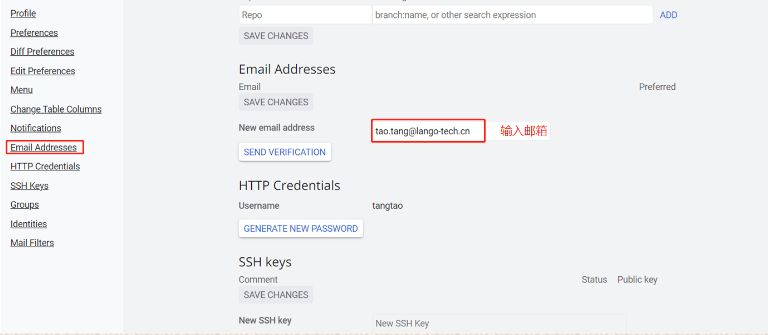 Profile
Preferences
Diff Preferences
Edit Preferences
Menu
Change Table Columns
Notifications
Email Addresses
HTTP Credentials
SSH Keys
Groups
Identities
Mail Filters
Repo branch:name, or other search expression ADD
SAVE CHANGES
Email Addresses
Email Preferred
SAVE CHANGES
New email address tao.tang@lango-tech.cn 输入邮箱
SEND VERIFICATION
HTTP Credentials
Username tangtao
GENERATE NEW PASSWORD
SSH keys
Comment Status Public key
SAVE CHANGES
New SSH key New SSH Key